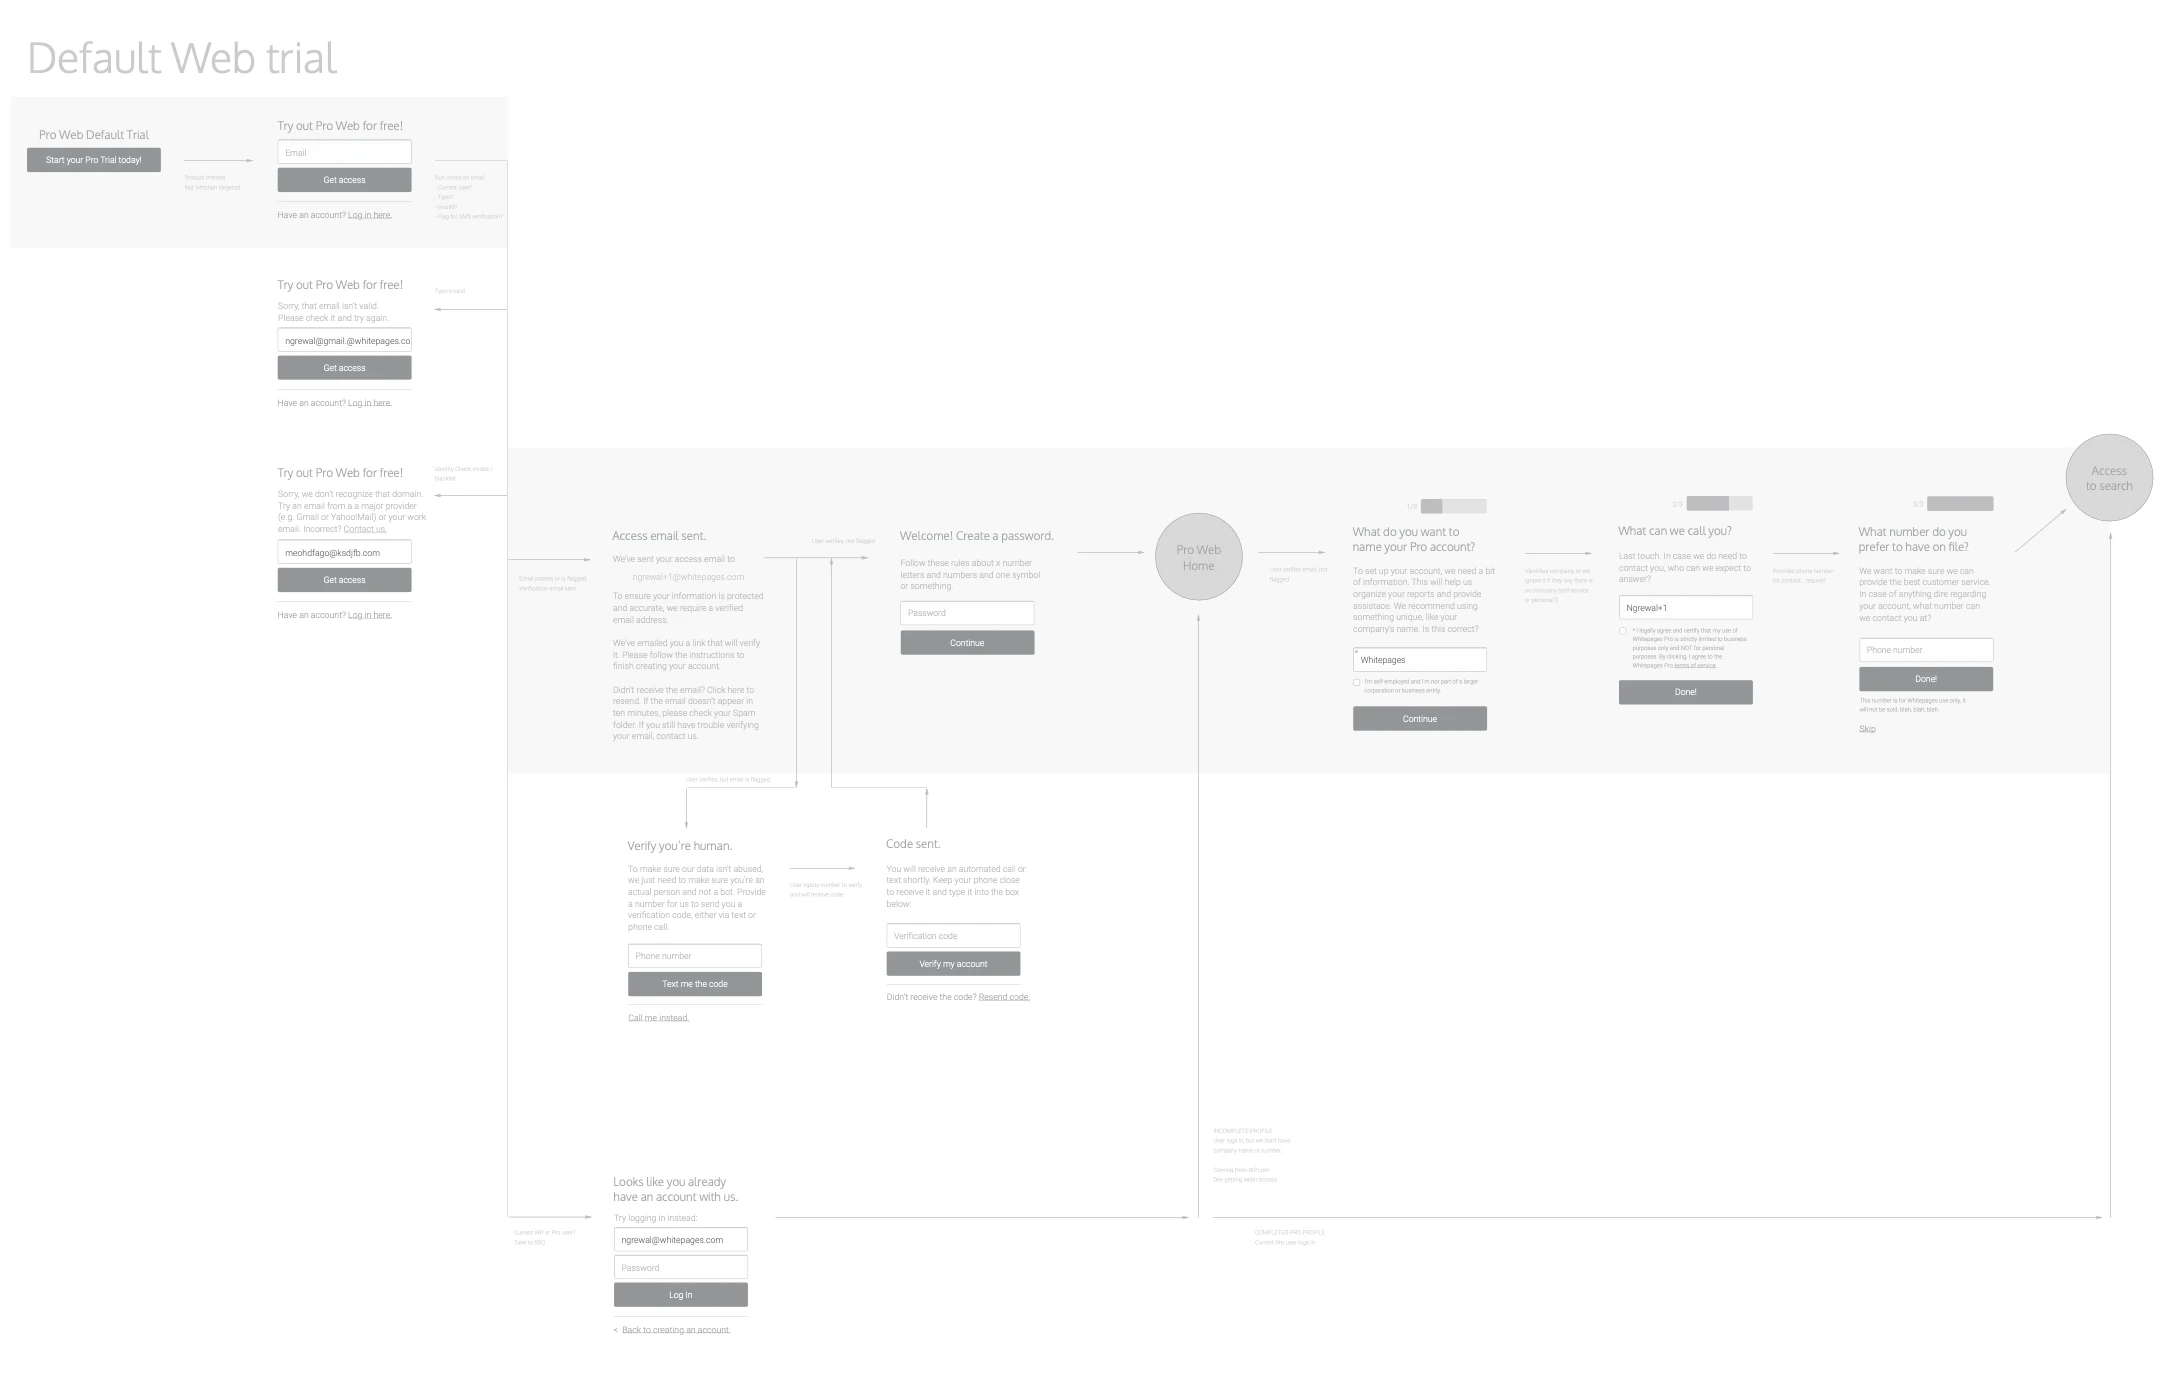 Default Web trial
Pro Web Default Trial
Start your Pro Trial today!
Product interest
Not infection targeted
Try out Pro Web for free!
Email
Get access
Have an account? Log in here.
Run check on email
- Current user?
- Typo?
- Invalid?
- Flag for SMS verification?
Try out Pro Web for free!
Sorry, that email isn't valid.
Please check it and try again.
ngrewal@gmail.@whitepages.co
Get access
Have an account? Log in here.
Typo invalid
Try out Pro Web for free!
Sorry, we don't recognize that domain.
Try an email from a a major provider
(e.g. Gmail or Yahoo!Mail) or your work
email. Incorrect? Contact us.
meohdfago@ksdjfb.com
Get access
Have an account? Log in here.
Identity Check invalid /
blacklist
Email passes or is flagged
Verification email sent
Access email sent.
We've sent your access email to
ngrewal+1@whitepages.com
To ensure your information is protected
and accurate, we require a verified
email address.
We've emailed you a link that will verify
it. Please follow the instructions to
finish creating your account.
Didn't receive the email? Click here to
resend. If the email doesn't appear in
ten minutes, please check your Spam
folder. If you still have trouble verifying
your email, contact us.
User verifies, not flagged
Welcome! Create a password.
Follow these rules about x number
letters and numbers and one symbol
or something.
Password
Continue
Pro Web
Home
User verifies email, not
flagged
1/3
What do you want to
name your Pro account?
To set up your account, we need a bit
of information. This will help us
organize your reports and provide
assistace. We recommend using
something unique, like your
company's name. Is this correct?
* Whitepages
I'm self-employed and I'm not part of a larger
corporation or business entity.
Continue
Identifies company, or we
ignore it if they say there is
no company (self service
or personal?)
2/3
What can we call you?
Last touch. In case we do need to
contact you, who can we expect to
answer?
Ngrewal+1
* I legally agree and certify that my use of
Whitepages Pro is strictly limited to business
purposes only and NOT for personal
purposes. By clicking, I agree to the
Whitepages Pro terms of service.
Done!
Provides phone number
for contact... require?
3/3
What number do you
prefer to have on file?
We want to make sure we can
provide the best customer service.
In case of anything dire regarding
your account, what number can
we contact you at?
Phone number
Done!
This number is for Whitepages use only, it
will not be sold, blah, blah, blah
Skip
Access
to search
User verifies, but email is flagged
Verify you're human.
To make sure our data isn't abused,
we just need to make sure you're an
actual person and not a bot. Provide
a number for us to send you a
verification code, either via text or
phone call.
Phone number
Text me the code
Call me instead.
User inputs number to verify
and will receive code
Code sent.
You will receive an automated call or
text shortly. Keep your phone close
to receive it and type it into the box
below:
Verification code
Verify my account
Didn't receive the code? Resend code.
Current WP or Pro user?
Take to SSO
Looks like you already
have an account with us.
Try logging in instead:
ngrewal@whitepages.com
Password
Log In
< Back to creating an account.
INCOMPLETE PROFILE
User logs in, but we don't have
company name or number.
Coming from WP.com
Dev getting wider access
COMPLETED PRO PROFILE
Current Pro user logs in